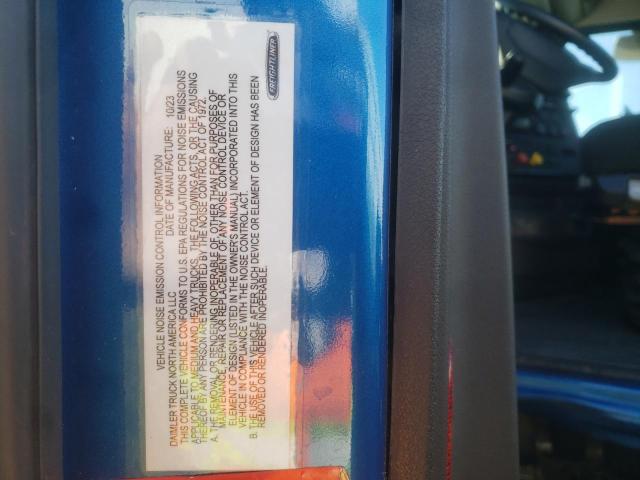 VEHICLE NOISE EMISSION CONTROL INFORMATION
DAIMLER TRUCK NORTH AMERICA LLC DATE OF MANUFACTURE: 10/23
THIS COMPLETE VEHICLE CONFORMS TO U.S. EPA REGULATIONS FOR NOISE EMISSIONS
APPLICABLE TO MEDIUM AND HEAVY TRUCKS. THE FOLLOWING ACTS, OR THE CAUSING
THEREOF BY ANY PERSON ARE PROHIBITED BY THE NOISE CONTROL ACT OF 1972.
A. THE REMOVAL OR RENDERING INOPERABLE OF, OTHER THAN FOR PURPOSES OF
MAINTENANCE, REPAIR OR REPLACEMENT OF ANY NOISE CONTROL DEVICE OR
ELEMENT OF DESIGN (LISTED IN THE OWNER'S MANUAL) INCORPORATED INTO THIS
VEHICLE IN COMPLIANCE WITH THE NOISE CONTROL ACT.
B. THE USE OF THIS VEHICLE AFTER SUCH DEVICE OR ELEMENT OF DESIGN HAS BEEN
REMOVED OR RENDERED INOPERABLE.
FREIGHTLINER